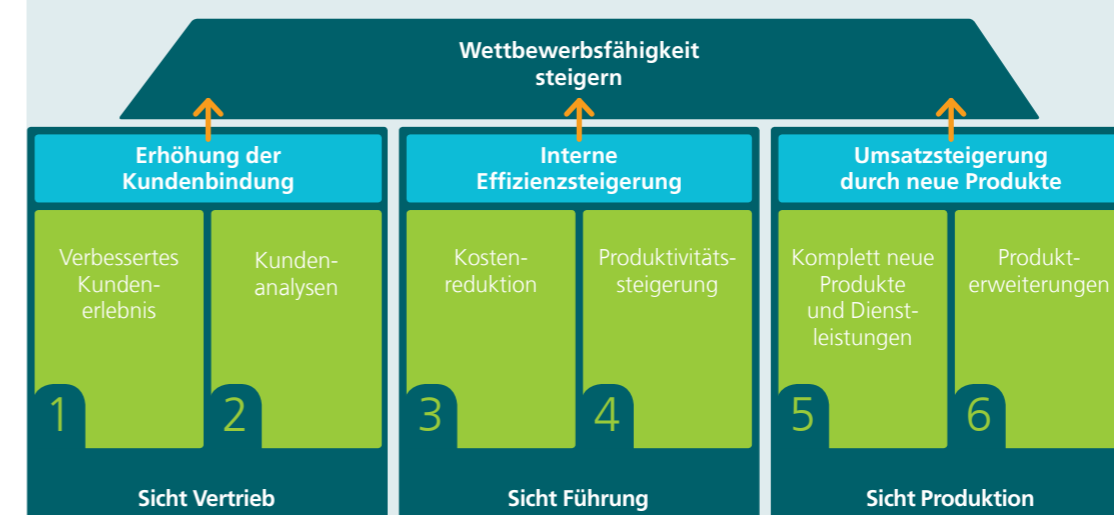 Wettbewerbsfähigkeit
steigern
Erhöhung der
Kundenbindung
Interne
Effizienzsteigerung
Umsatzsteigerung
durch neue Produkte
Verbessertes
Kunden-
erlebnis
Kunden-
analysen
Kosten-
reduktion
Produktivitäts-
steigerung
Komplett neue
Produkte
und Dienst-
leistungen
Produkt-
erweiterungen
1
2
3
4
5
6
Sicht Vertrieb
Sicht Führung
Sicht Produktion